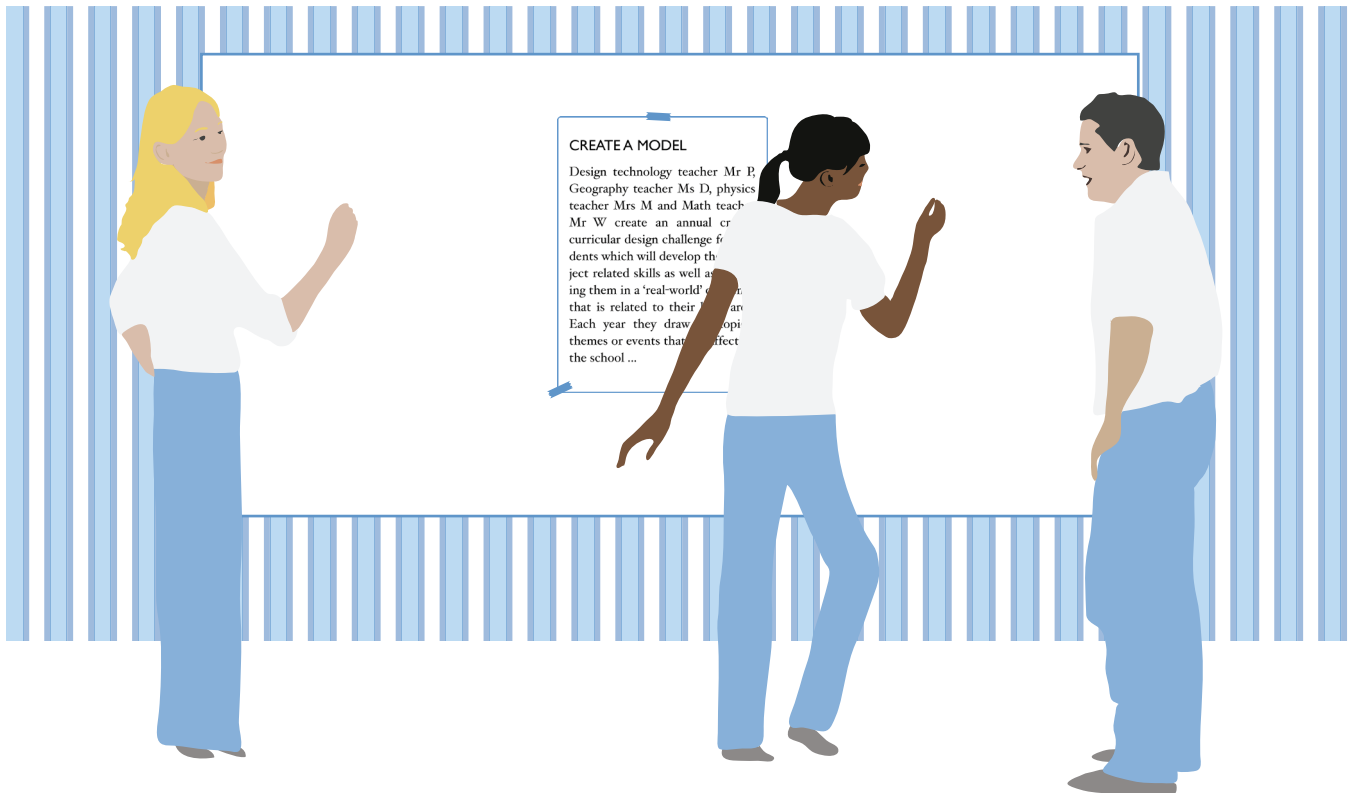 CREATE A MODEL
Design technology teacher Mr P,
Geography teacher Ms D, physics
teacher Mrs M and Math
Mr W create an annual
curricular design challenge
dents which will develop
ject related skills as well
ing them in a ‘real-world’
that is related to their
Each year they draw
themes or events that
the school ...